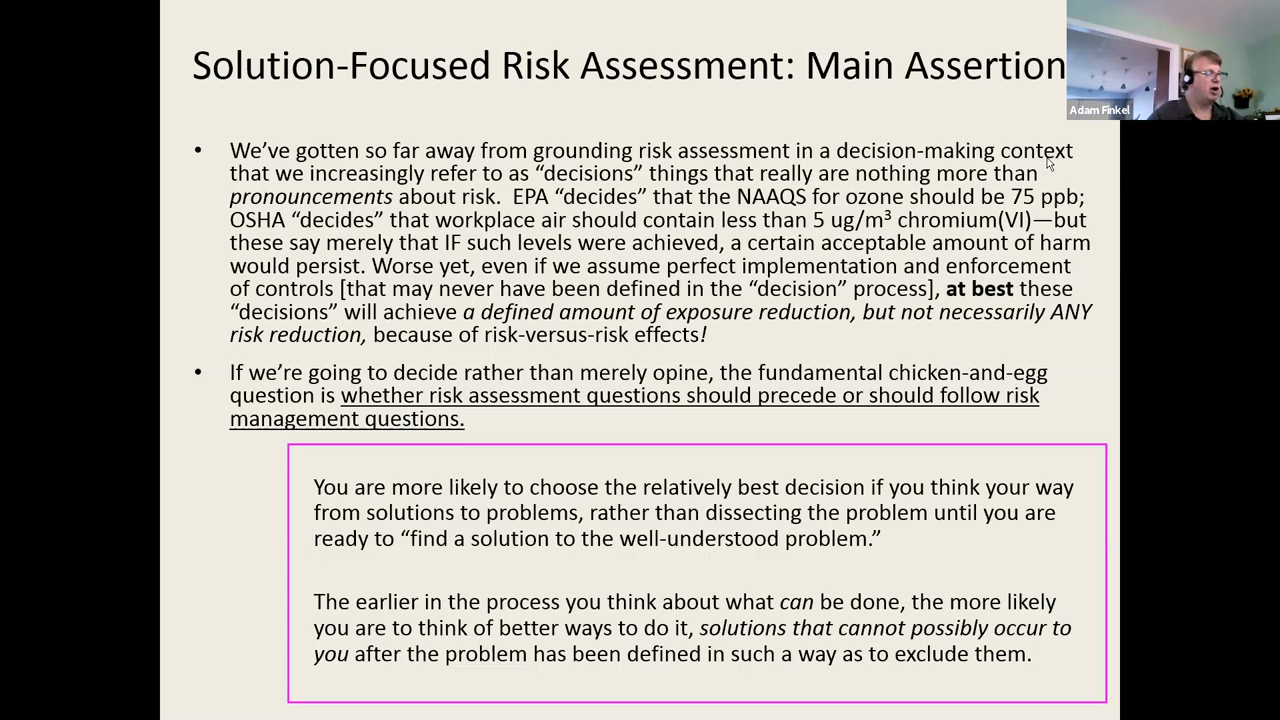 Solution-Focused Risk Assessment: Main Assertion
Adam Finkel
• We’ve gotten so far away from grounding risk assessment in a decision-making context
that we increasingly refer to as “decisions” things that really are nothing more than
pronouncements about risk. EPA “decides” that the NAAQS for ozone should be 75 ppb;
OSHA “decides” that workplace air should contain less than 5 ug/m³ chromium(VI)—but
these say merely that IF such levels were achieved, a certain acceptable amount of harm
would persist. Worse yet, even if we assume perfect implementation and enforcement
of controls [that may never have been defined in the “decision” process], at best these
“decisions” will achieve a defined amount of exposure reduction, but not necessarily ANY
risk reduction, because of risk-versus-risk effects!
• If we’re going to decide rather than merely opine, the fundamental chicken-and-egg
question is whether risk assessment questions should precede or should follow risk
management questions.
You are more likely to choose the relatively best decision if you think your way
from solutions to problems, rather than dissecting the problem until you are
ready to “find a solution to the well-understood problem.”
The earlier in the process you think about what can be done, the more likely
you are to think of better ways to do it, solutions that cannot possibly occur to
you after the problem has been defined in such a way as to exclude them.